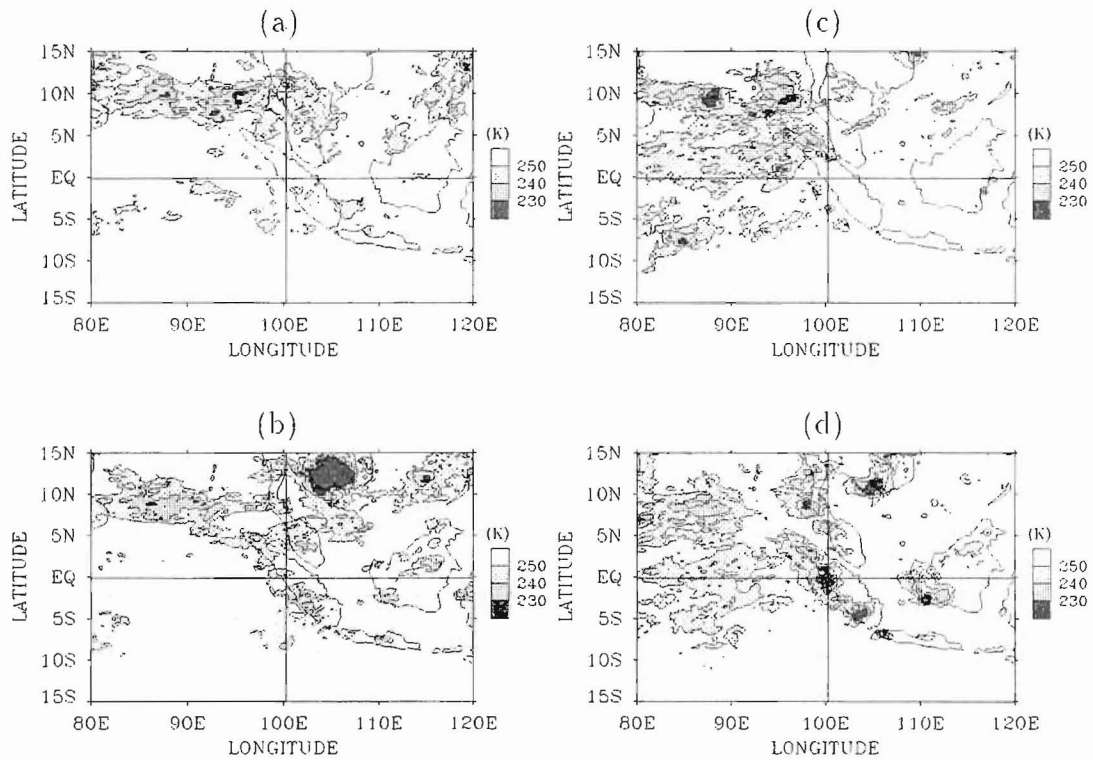 (a)
15N
10N
5N
EQ
5S
10S
15S
LATITUDE
80E 90E 100E 110E 120E
LONGITUDE
(K)
250
240
230
(c)
15N
10N
5N
EQ
5S
10S
15S
LATITUDE
80E 90E 100E 110E 120E
LONGITUDE
(K)
250
240
230
(b)
15N
10N
5N
EQ
5S
10S
15S
LATITUDE
80E 90E 100E 110E 120E
LONGITUDE
(K)
250
240
230
(d)
15N
10N
5N
EQ
5S
10S
15S
LATITUDE
80E 90E 100E 110E 120E
LONGITUDE
(K)
250
240
230